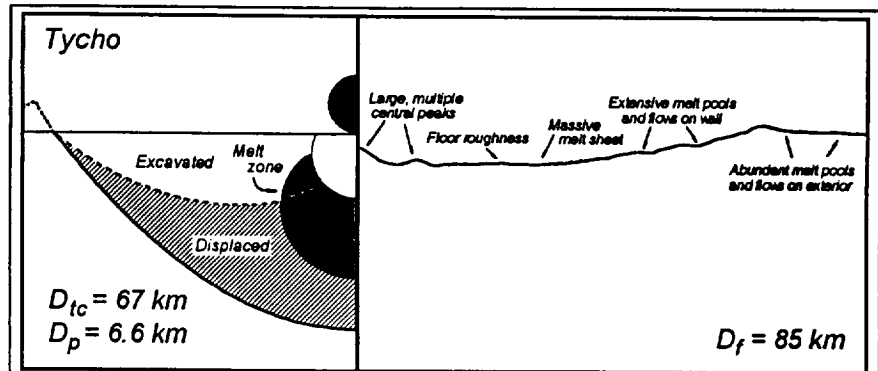 Tycho
Excavated
Melt
zone
Displaced
D_tc = 67 km
D_p = 6.6 km
Large, multiple
central peaks
Floor roughness
Massive
melt sheet
Extensive melt pools
and flows on wall
Abundant melt pools
and flows on exterior
D_f = 85 km